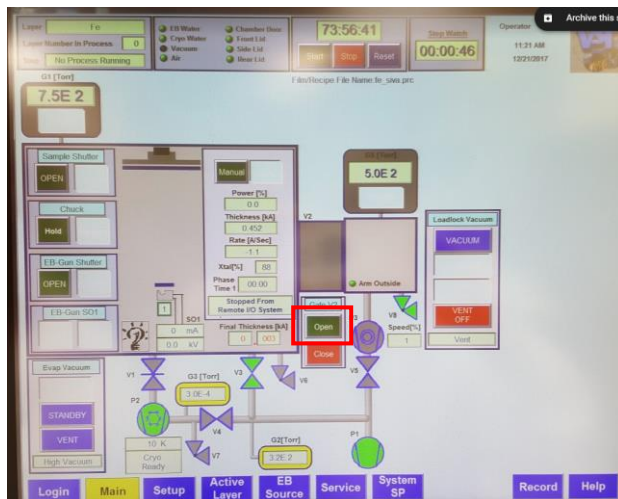 Archive this
Layer Fe
Layer Number in Process 0
No Process Running
EB Water
Cryo Water
Vacuum
Air
Chamber Door
Front Lid
Side Lid
Rear Lid
73:56:41
Start Stop Reset
Stop Watch
00:00:46
Operator
11:21 AM
12/21/2017
Film/Recipe File Name: fe_siva.prc
G1 [Torr]
7.5E 2
Sample Shutter
OPEN
Chuck
Hold
EB-Gun Shutter
OPEN
EB-Gun SO1
1
SO1
0 mA
0.0 kV
Manual
Power [%]
0.0
Thickness [kA]
0.452
Rate [A/Sec]
-1.1
Xtal[%] 88
Phase
Time 1 00:00
Stopped From
Remote I/O System
Final Thickness [kA]
0 .003
V2
5.0E 2
Arm Outside
Gate V2
Open
Close
V8
Speed[%]
1
Loadlock Vacuum
VACUUM
VENT
OFF
Vent
Evap Vacuum
STANDBY
VENT
High Vacuum
V1
P2
10 K
Cryo
Ready
G3 [Torr]
3.0E-4
V3
V6
V4
V7
G2[Torr]
3.2E 2
V5
P1
Login
Main
Setup
Active
Layer
EB
Source
Service
System
SP
Record
Help